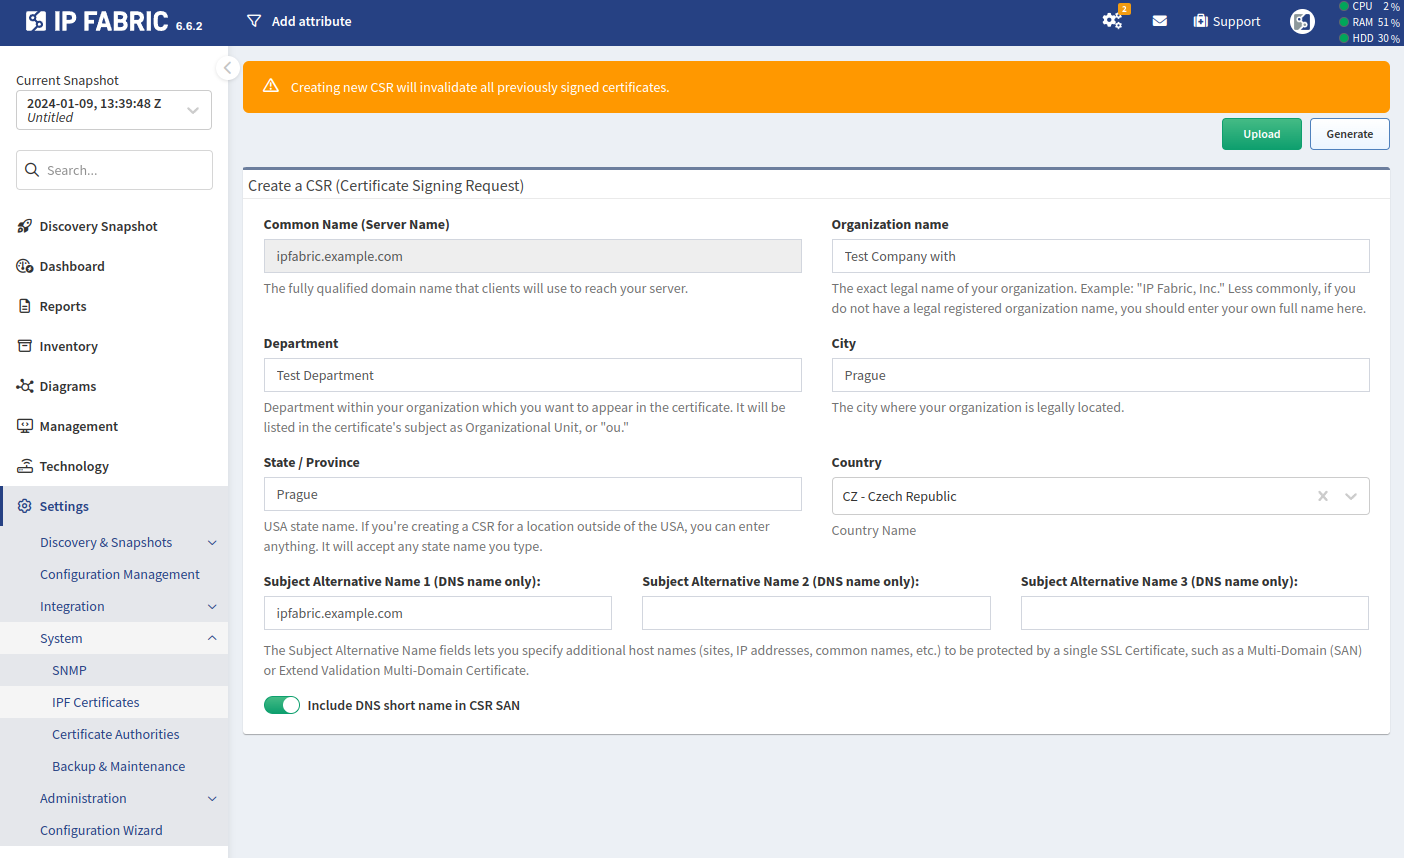 IP FABRIC 6.6.2
Add attribute
2
Support
CPU 2 %
RAM 51 %
HDD 30 %
Current Snapshot
2024-01-09, 13:39:48 Z
Untitled
Search...
Discovery Snapshot
Dashboard
Reports
Inventory
Diagrams
Management
Technology
Settings
Discovery & Snapshots
Configuration Management
Integration
System
SNMP
IPF Certificates
Certificate Authorities
Backup & Maintenance
Administration
Configuration Wizard
Creating new CSR will invalidate all previously signed certificates.
Upload
Generate
Create a CSR (Certificate Signing Request)
Common Name (Server Name)
ipfabric.example.com
The fully qualified domain name that clients will use to reach your server.
Organization name
Test Company with
The exact legal name of your organization. Example: "IP Fabric, Inc." Less commonly, if you
do not have a legal registered organization name, you should enter your own full name here.
Department
Test Department
Department within your organization which you want to appear in the certificate. It will be
listed in the certificate's subject as Organizational Unit, or "ou."
City
Prague
The city where your organization is legally located.
State / Province
Prague
USA state name. If you're creating a CSR for a location outside of the USA, you can enter
anything. It will accept any state name you type.
Country
CZ - Czech Republic
Country Name
Subject Alternative Name 1 (DNS name only):
ipfabric.example.com
Subject Alternative Name 2 (DNS name only):
Subject Alternative Name 3 (DNS name only):
The Subject Alternative Name fields lets you specify additional host names (sites, IP addresses, common names, etc.) to be protected by a single SSL Certificate, such as a Multi-Domain (SAN)
or Extend Validation Multi-Domain Certificate.
Include DNS short name in CSR SAN